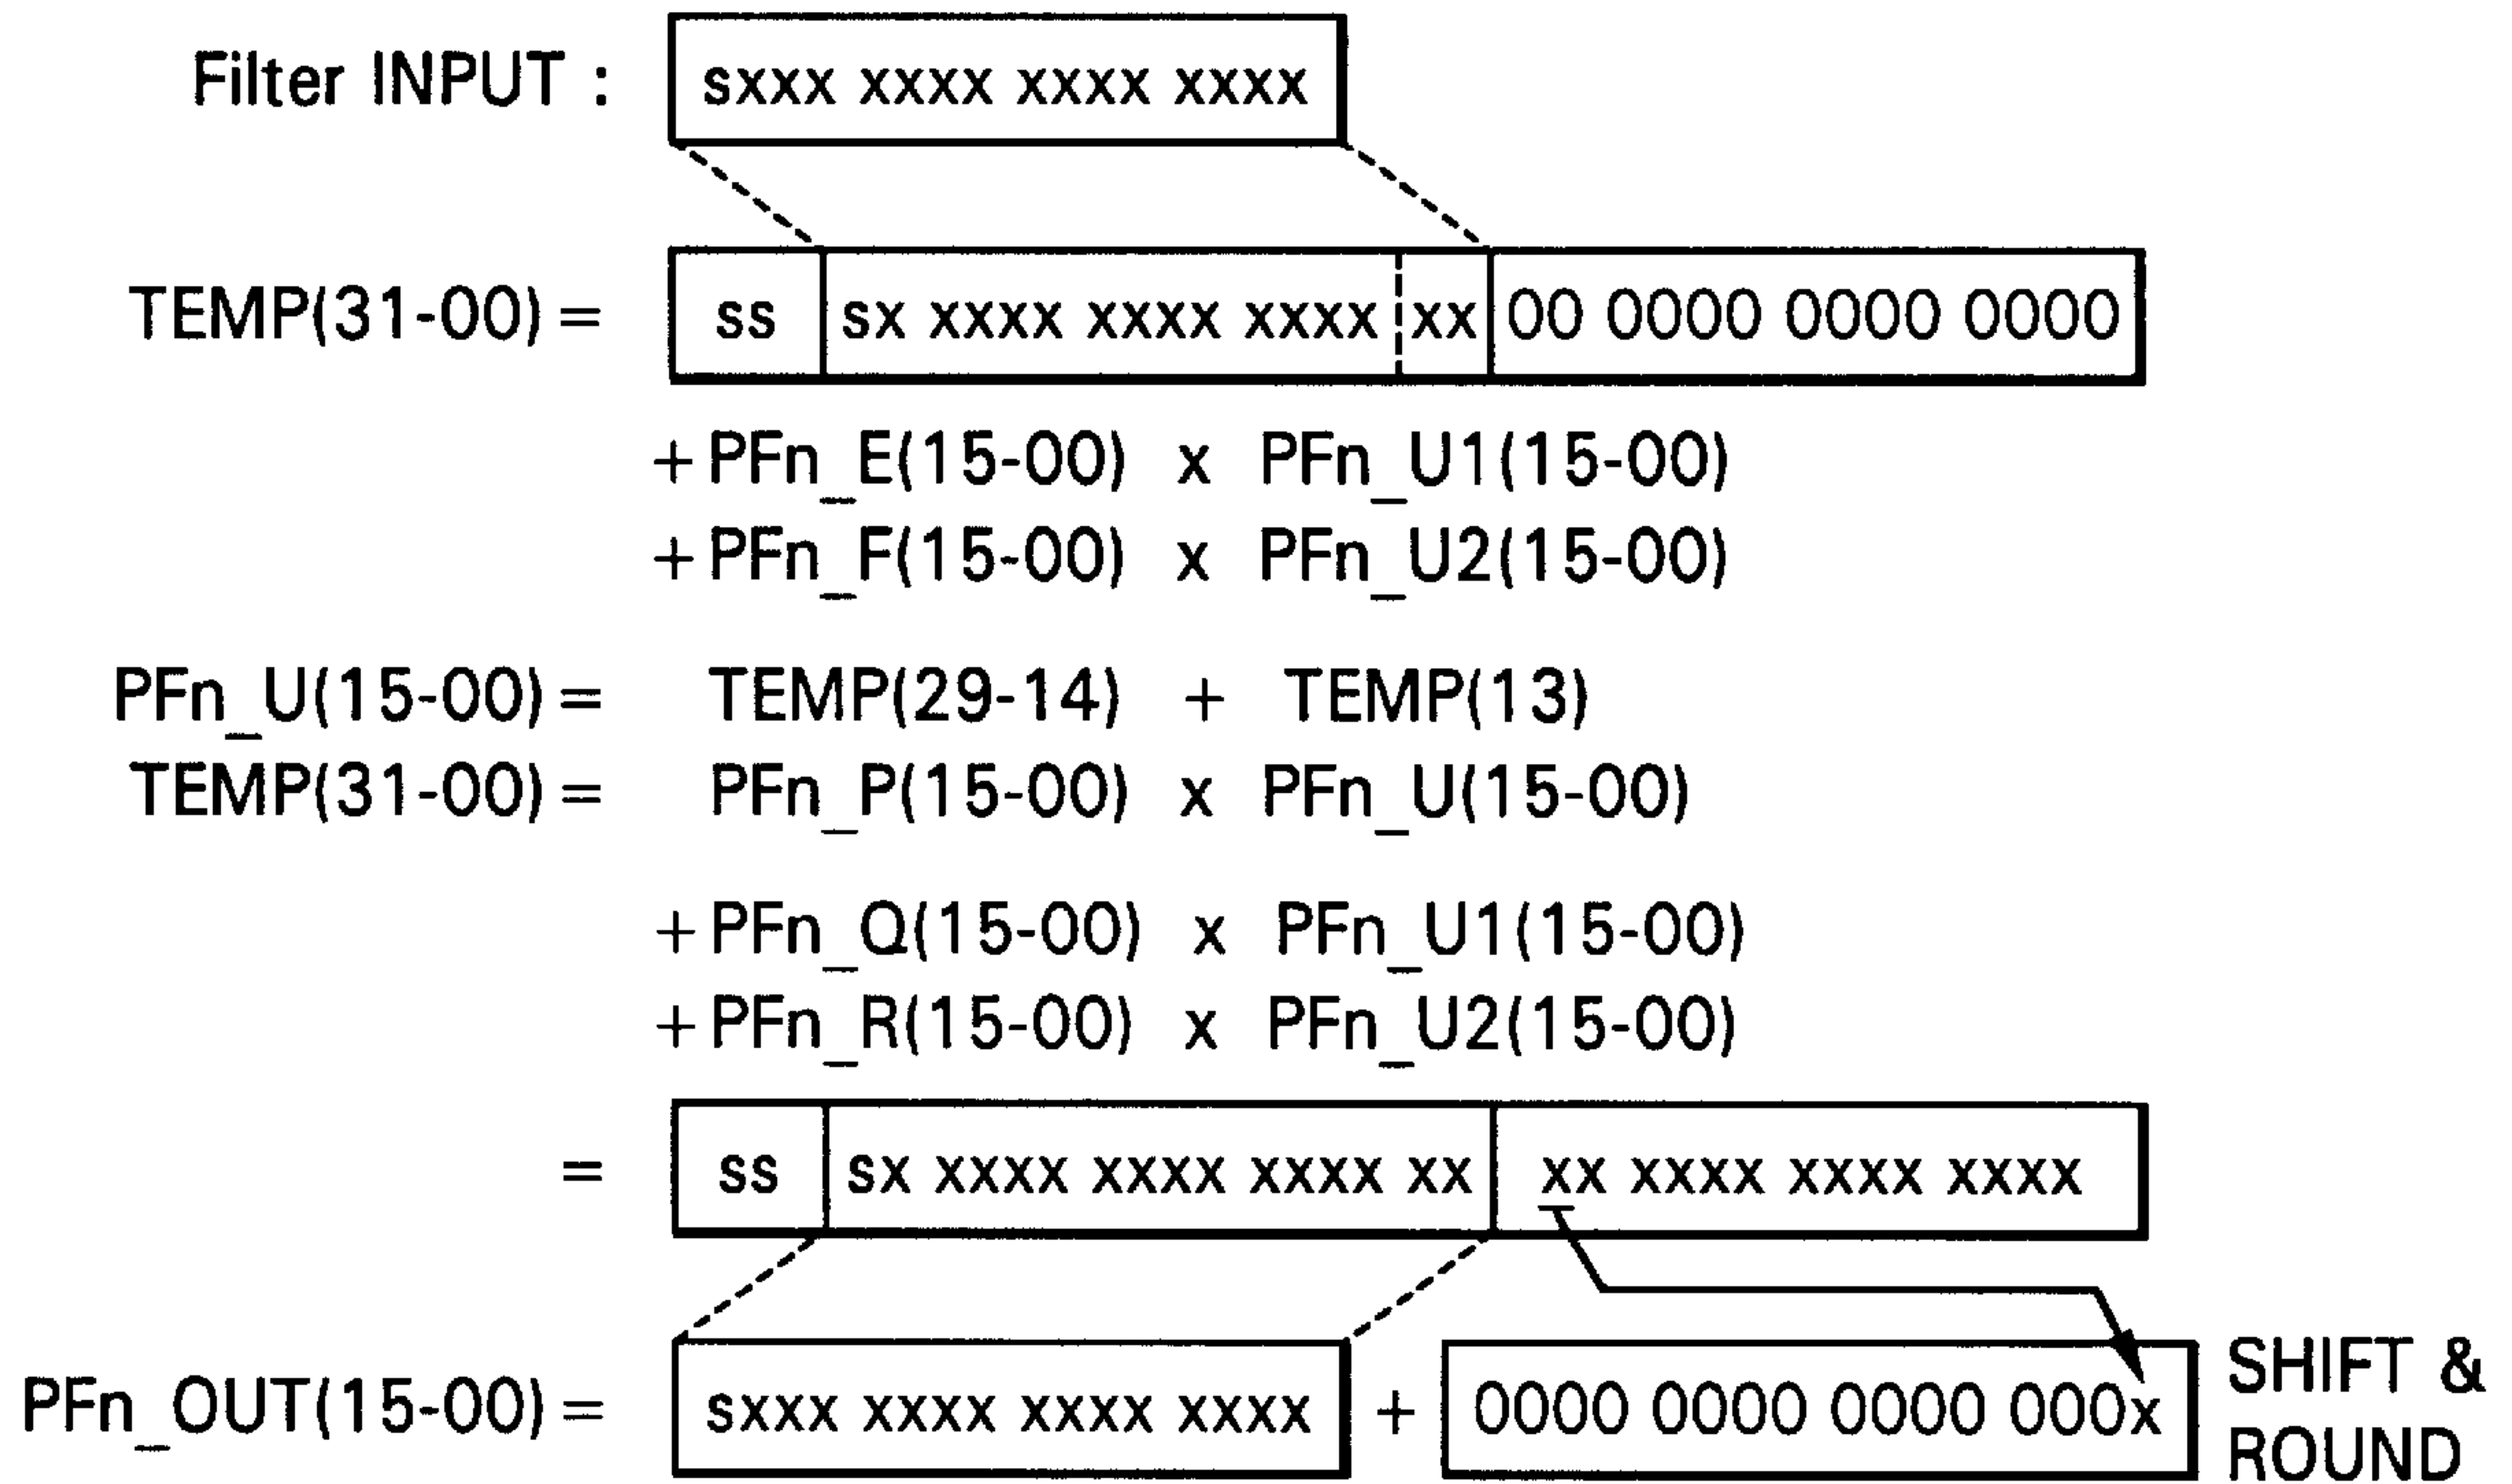 Filter INPUT : sxxx xxxx xxxx xxxx
TEMP(31-00) = ss sx xxxx xxxx xxxx xx 00 0000 0000 0000
+ PFn_E(15-00) x PFn_U1(15-00)
+ PFn_F(15-00) x PFn_U2(15-00)
PFn_U(15-00) = TEMP(29-14) + TEMP(13)
TEMP(31-00) = PFn_P(15-00) x PFn_U(15-00)
+ PFn_Q(15-00) x PFn_U1(15-00)
+ PFn_R(15-00) x PFn_U2(15-00)
= ss sx xxxx xxxx xxxx xx xx xxxx xxxx xxxx
PFn_OUT(15-00) = sxxx xxxx xxxx xxxx + 0000 0000 0000 000x SHIFT &
ROUND